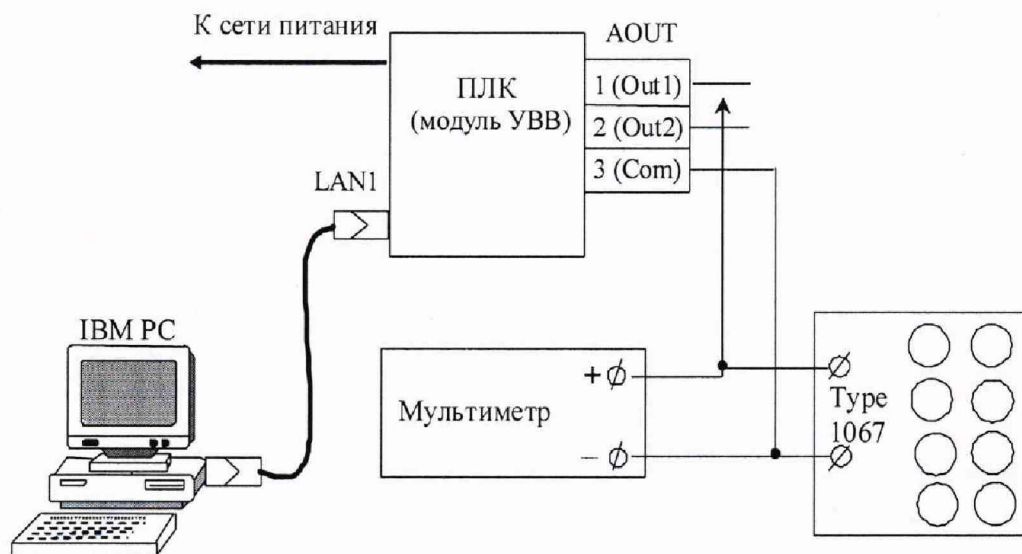 К сети питания
AOUT
ПЛК
(модуль УВВ)
1 (Out1)
2 (Out2)
3 (Com)
LAN1
IBM PC
Мультиметр
+
–
Type
1067